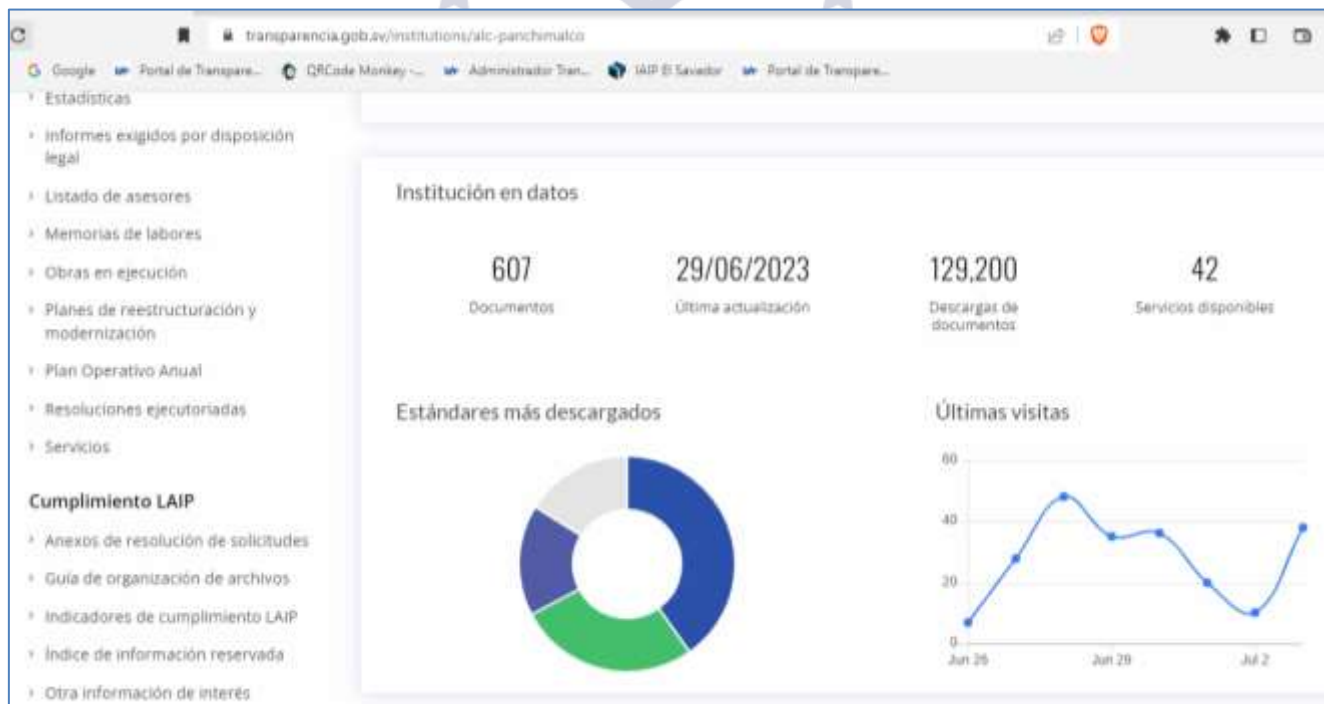 transparencia.gob.sv/institutions/alc-panchimalco
Google Portal de Transpare... QRCode Monkey -... Administrador Tran... IAIP El Savador Portal de Transpare...
Estadísticas
Informes exigidos por disposición
legal
Listado de asesores
Memorias de labores
Obras en ejecución
Planes de reestructuración y
modernización
Plan Operativo Anual
Resoluciones ejecutoriadas
Servicios
Cumplimiento LAIP
Anexos de resolución de solicitudes
Guía de organización de archivos
Indicadores de cumplimiento LAIP
Índice de información reservada
Otra información de interés
Institución en datos
607 29/06/2023 129,200 42
Documentos Última actualización Descargas de Servicios disponibles
documentos
Estándares más descargados Últimas visitas
60
40
20
0
Jun 26 Jun 29 Jul 2